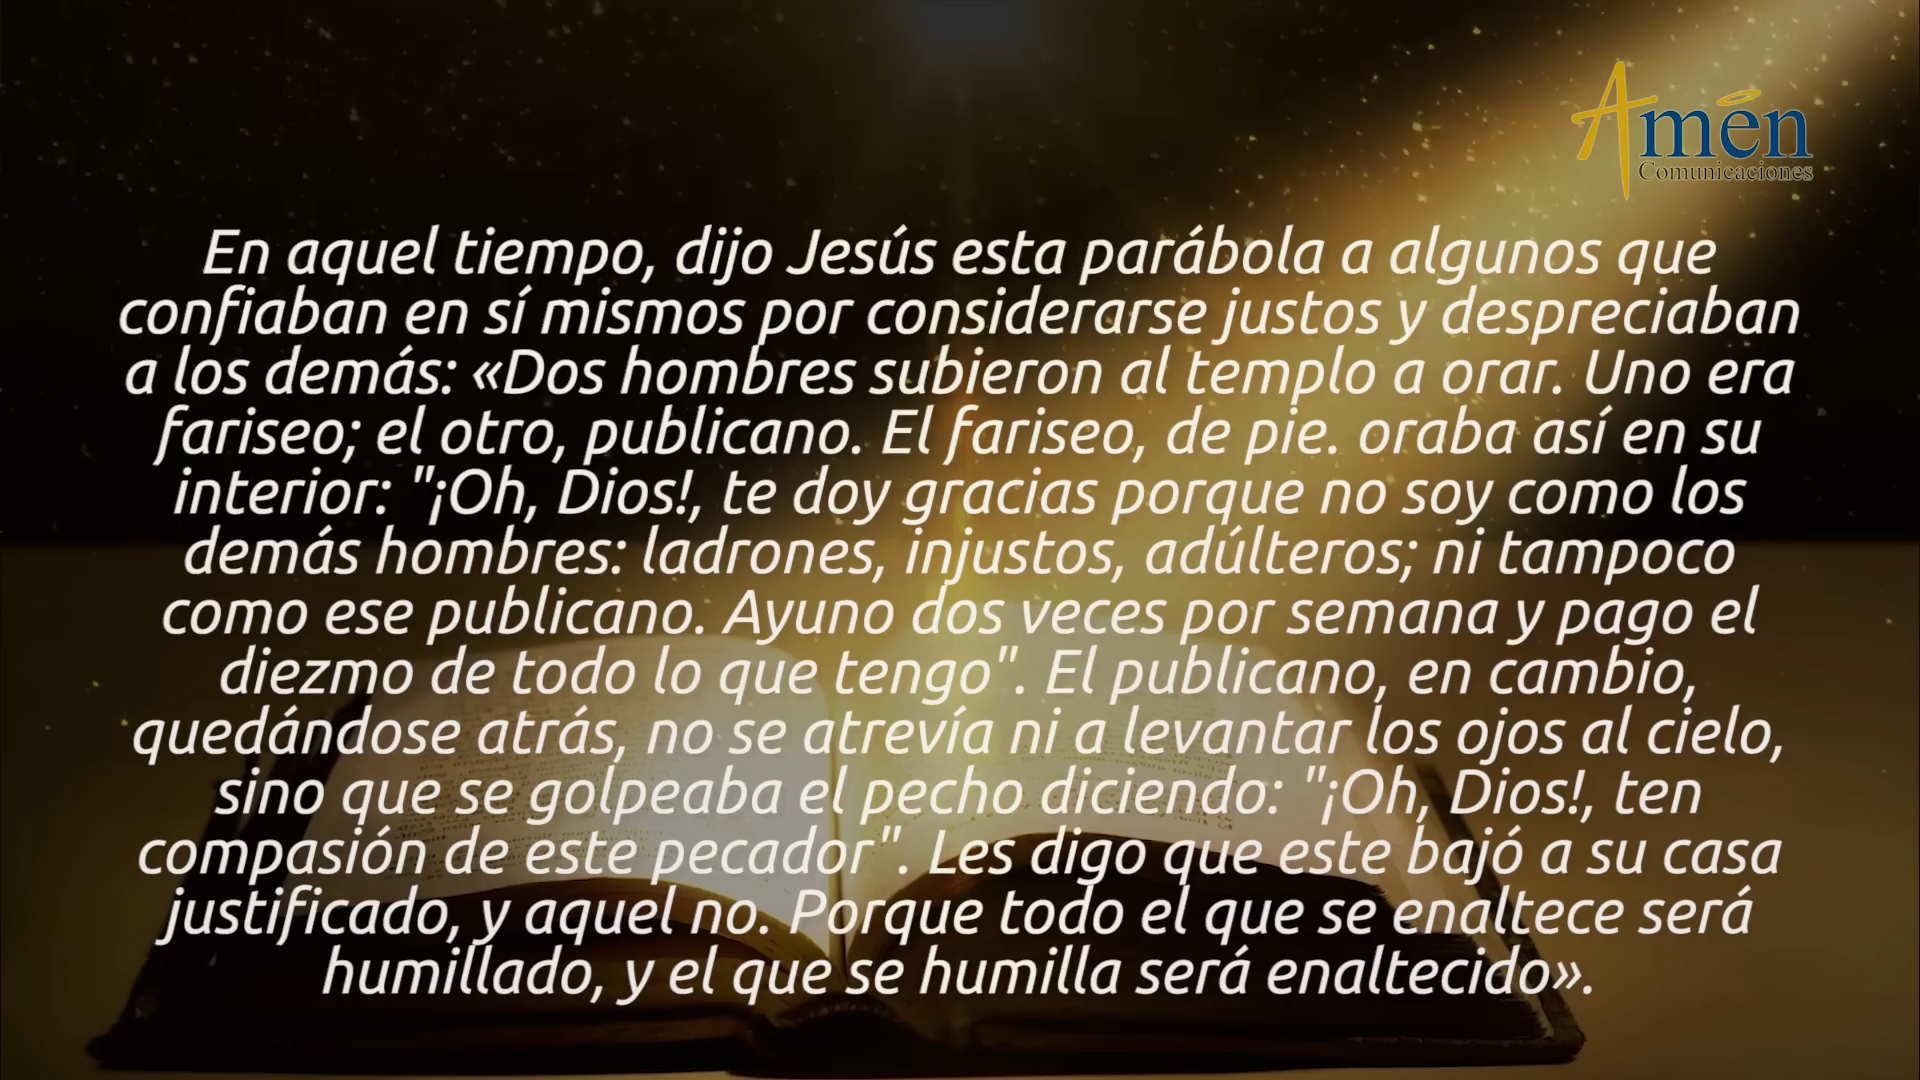 Amén
Comunicaciones
En aquel tiempo, dijo Jesús esta parábola a algunos que
confiaban en sí mismos por considerarse justos y despreciaban
a los demás: «Dos hombres subieron al templo a orar. Uno era
fariseo; el otro, publicano. El fariseo, de pie. oraba así en su
interior: "¡Oh, Dios!, te doy gracias porque no soy como los
demás hombres: ladrones, injustos, adúlteros; ni tampoco
como ese publicano. Ayuno dos veces por semana y pago el
diezmo de todo lo que tengo". El publicano, en cambio,
quedándose atrás, no se atrevía ni a levantar los ojos al cielo,
sino que se golpeaba el pecho diciendo: "¡Oh, Dios!, ten
compasión de este pecador". Les digo que este bajó a su casa
justificado, y aquel no. Porque todo el que se enaltece será
humillado, y el que se humilla será enaltecido».